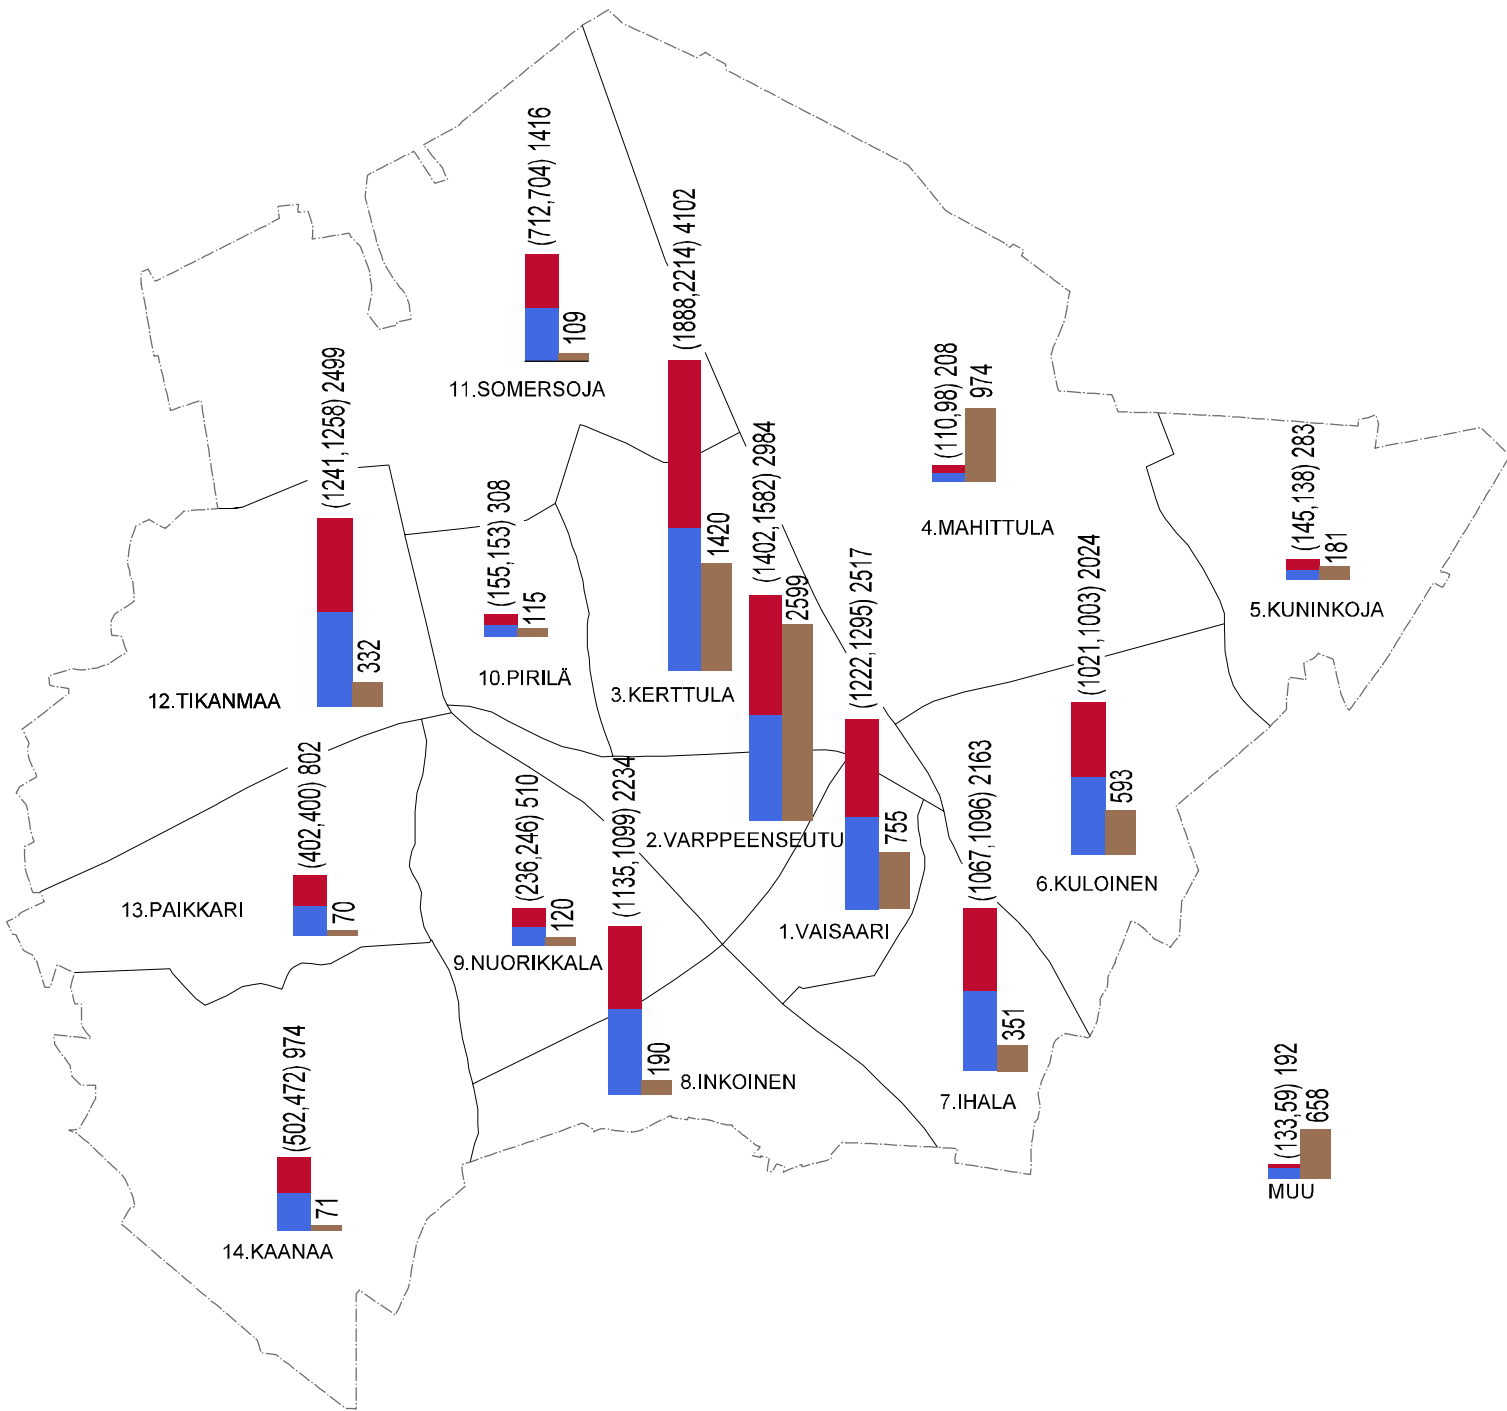 (712,704) 1416
109
11.SOMERSOJA
(1888,2214) 4102
1420
3.KERTTULA
(110,98) 208
974
4.MAHITTULA
(145,138) 283
181
5.KUNINKOJA
(1241,1258) 2499
332
12.TIKANMAA
(155,153) 308
115
10.PIRILÄ
(1402,1582) 2984
2599
2.VARPPEENSEUTU
(1222,1295) 2517
755
1.VAISAARI
(1021,1003) 2024
593
6.KULOINEN
(402,400) 802
70
13.PAIKKARI
(236,246) 510
120
9.NUORIKKALA
(1135,1099) 2234
190
8.INKOINEN
(1067,1096) 2163
351
7.IHALA
(502,472) 974
71
14.KAANAA
(133,59) 192
658
MUU